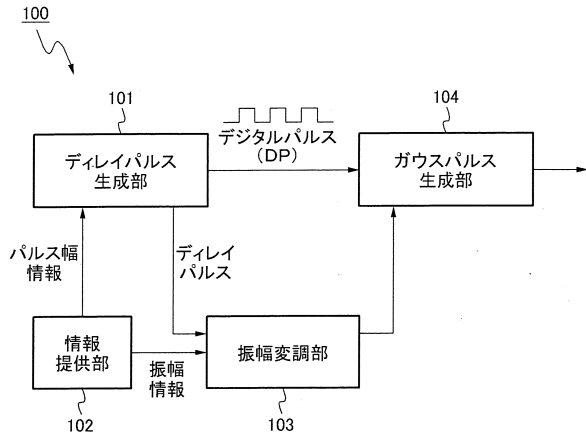 100
101
ディレイパルス
生成部
デジタルパルス
(DP)
104
ガウスパルス
生成部
パルス幅
情報
ディレイ
パルス
情報
提供部
102
振幅
情報
振幅変調部
103